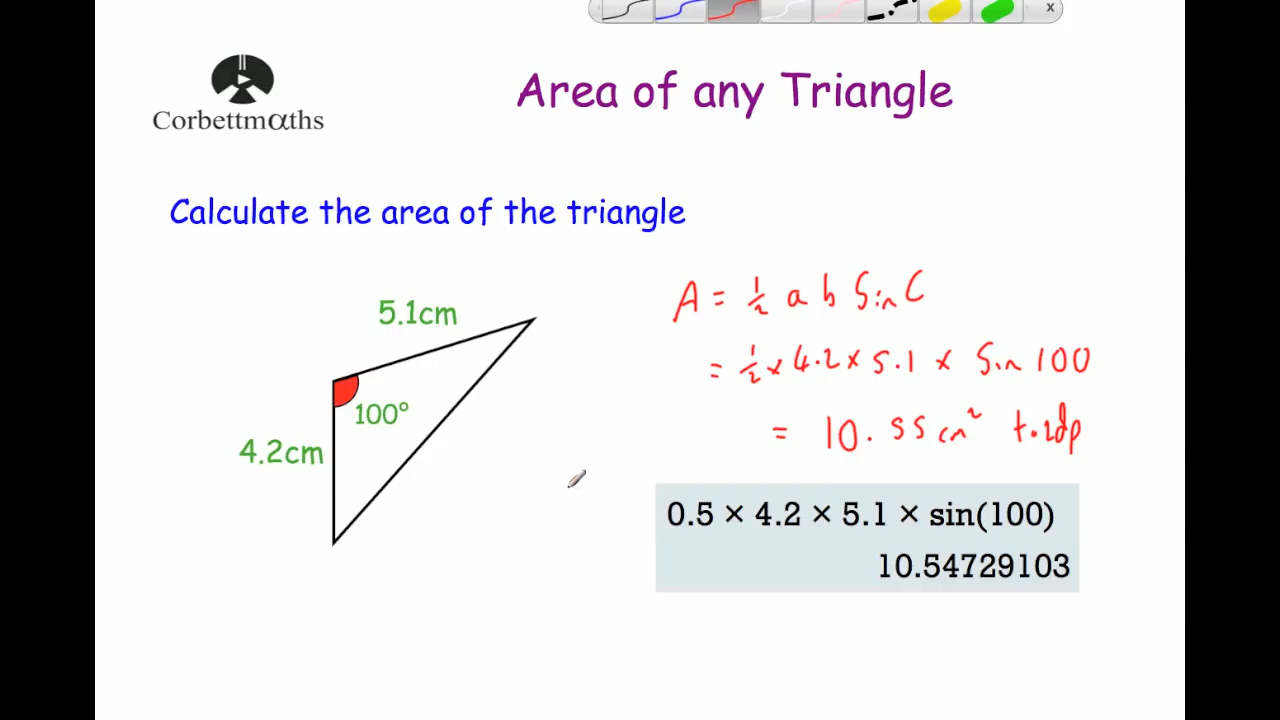 x
Area of any Triangle
Corbettmαths
Calculate the area of the triangle
5.1cm
100°
4.2cm
A = ½ a b Sin C
= ½ × 4.2 × 5.1 × Sin 100
= 10.55 cm² to 2dp
0.5 × 4.2 × 5.1 × sin(100)
10.54729103